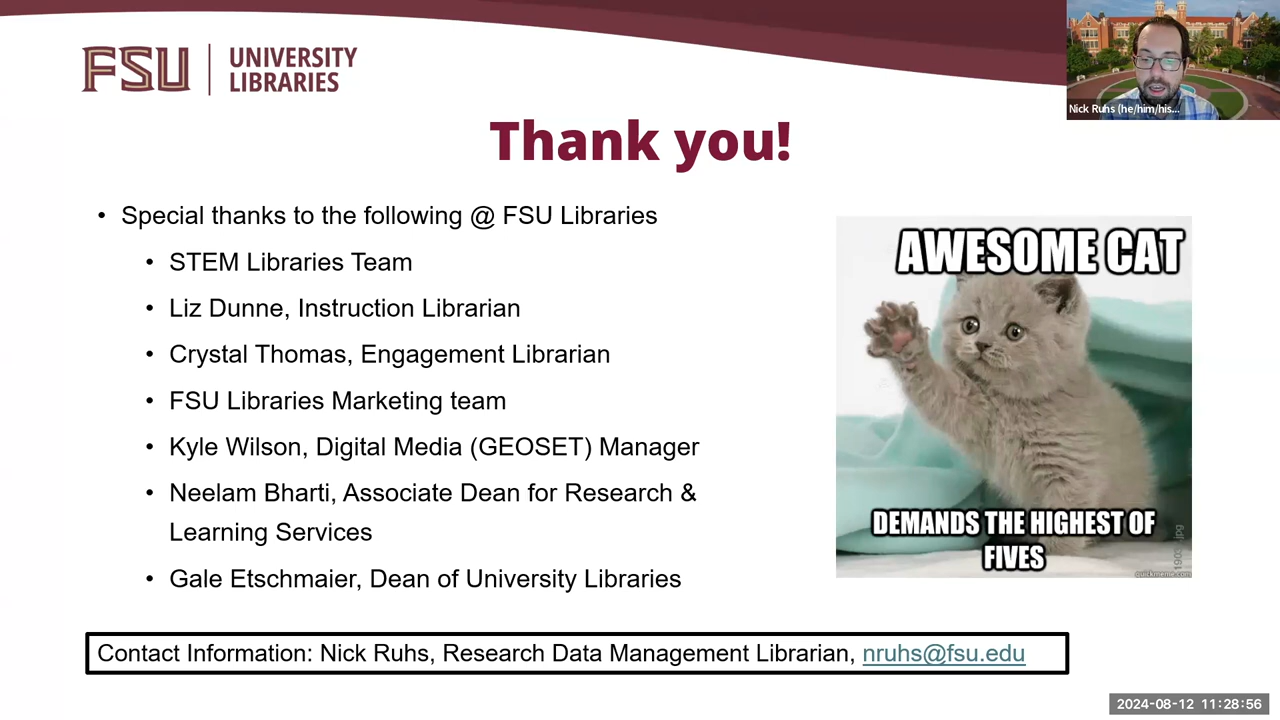 FSU
UNIVERSITY
LIBRARIES
Nick Ruhs (he/him/his...
Thank you!
• Special thanks to the following @ FSU Libraries
• STEM Libraries Team
• Liz Dunne, Instruction Librarian
• Crystal Thomas, Engagement Librarian
• FSU Libraries Marketing team
• Kyle Wilson, Digital Media (GEOSET) Manager
• Neelam Bharti, Associate Dean for Research &
Learning Services
• Gale Etschmaier, Dean of University Libraries
AWESOME CAT
DEMANDS THE HIGHEST OF
FIVES
quickmeme.com
Contact Information: Nick Ruhs, Research Data Management Librarian, nruhs@fsu.edu
2024-08-12 11:28:56